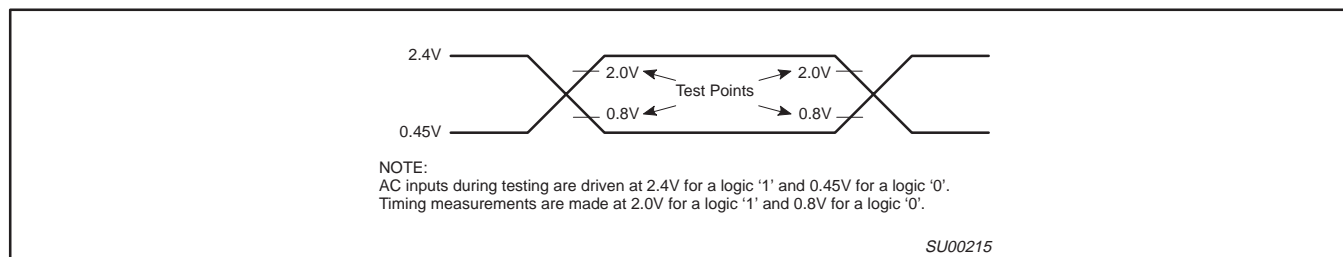 2.4V
2.0V 2.0V
Test Points
0.8V 0.8V
0.45V
NOTE:
AC inputs during testing are driven at 2.4V for a logic ‘1’ and 0.45V for a logic ‘0’.
Timing measurements are made at 2.0V for a logic ‘1’ and 0.8V for a logic ‘0’.
SU00215